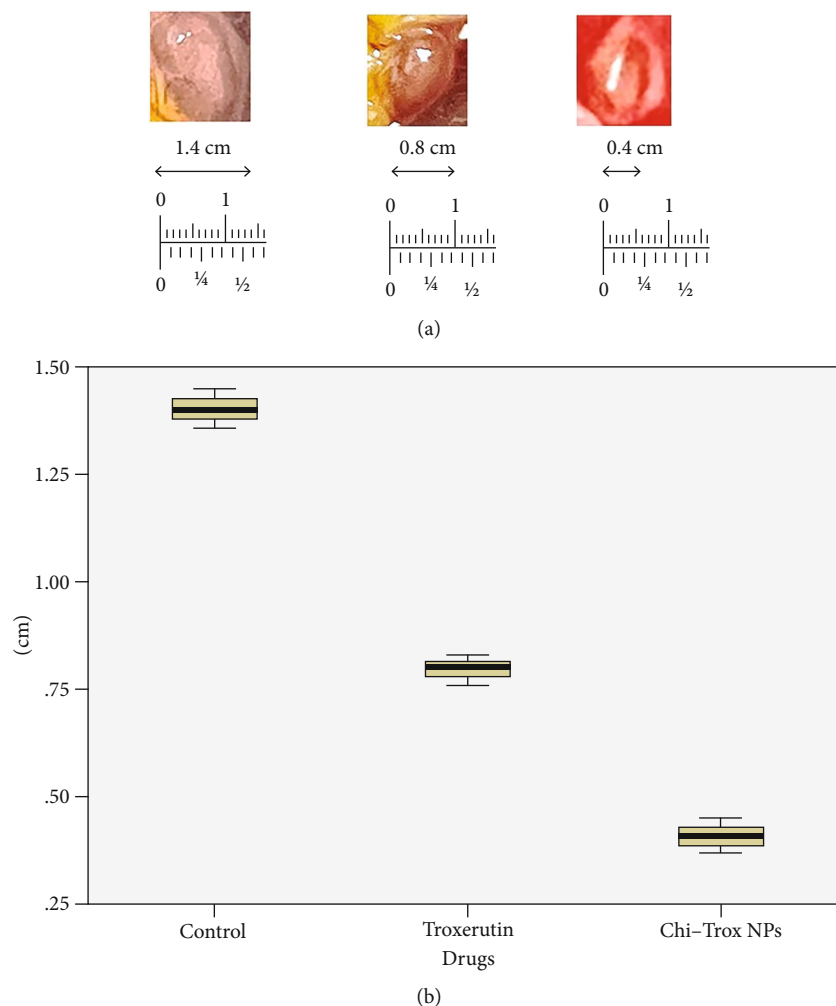 1.4 cm 0.8 cm 0.4 cm
0 1 0 1 0 1
0 ¼ ½ 0 ¼ ½ 0 ¼ ½
(a)
1.50
1.25
1.00
.75
.50
.25
(cm)
Control Troxerutin Chi–Trox NPs
Drugs
(b)